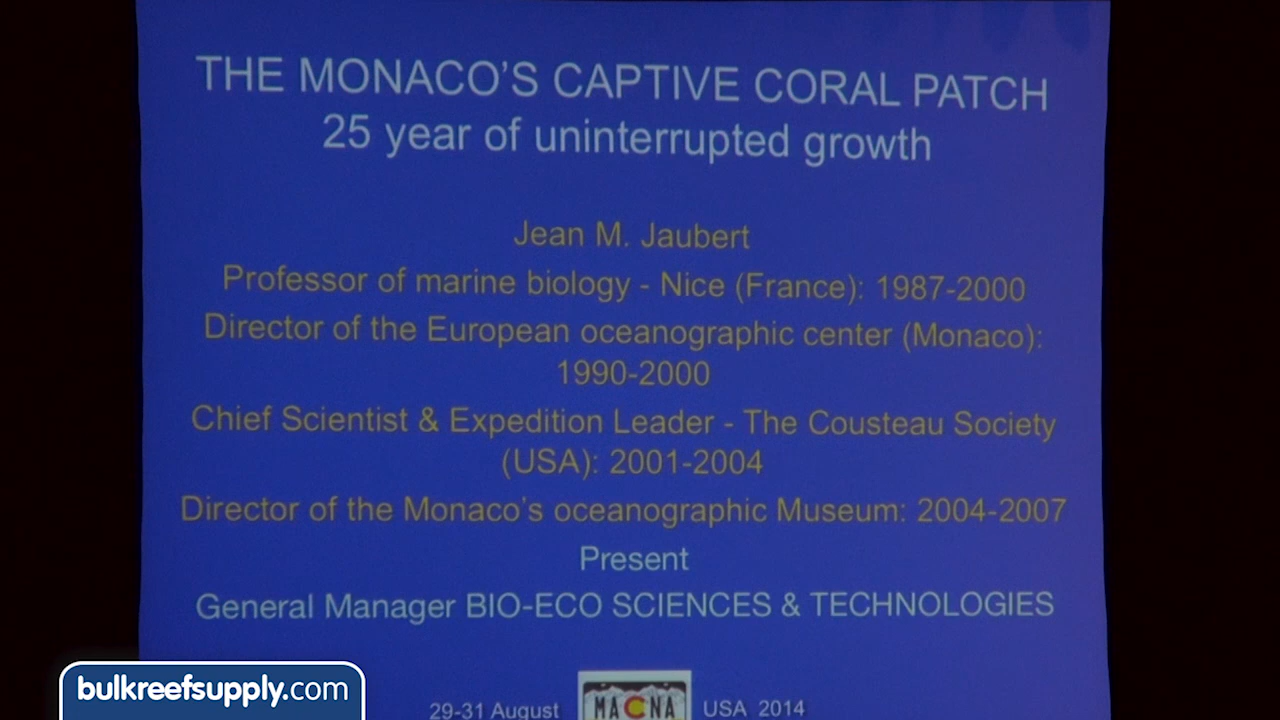 THE MONACO'S CAPTIVE CORAL PATCH
25 year of uninterrupted growth
Jean M. Jaubert
Professor of marine biology - Nice (France): 1987-2000
Director of the European oceanographic center (Monaco):
1990-2000
Chief Scientist & Expedition Leader - The Cousteau Society
(USA): 2001-2004
Director of the Monaco's oceanographic Museum: 2004-2007
Present
General Manager BIO-ECO SCIENCES & TECHNOLOGIES
29-31 August MACNA USA 2014
bulkreefsupply.com